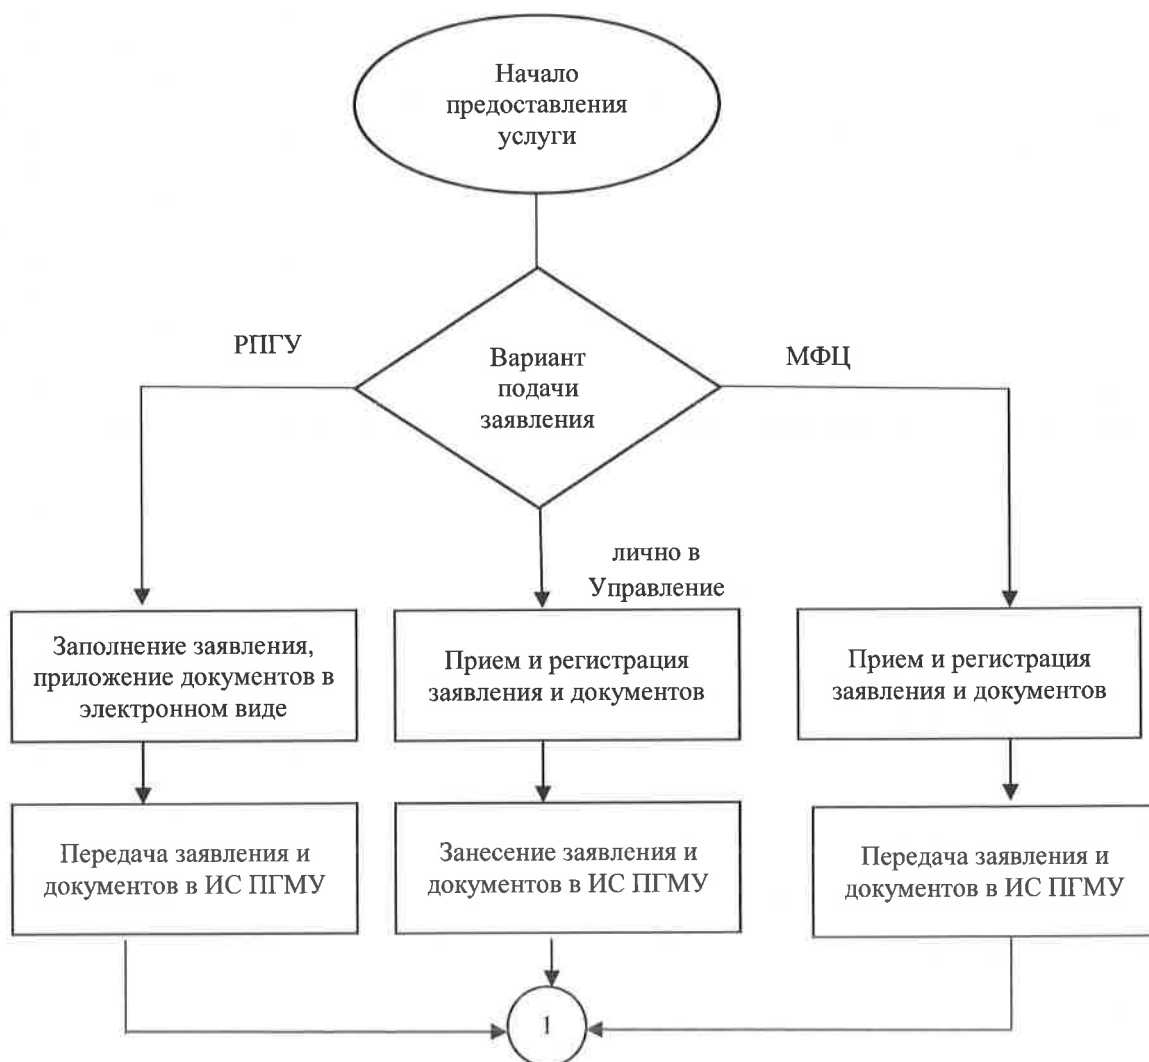 Начало
предоставления
услуги
РПГУ
Вариант
подачи
заявления
МФЦ
лично в
Управление
Заполнение заявления,
приложение документов в
электронном виде
Прием и регистрация
заявления и документов
Прием и регистрация
заявления и документов
Передача заявления и
документов в ИС ПГМУ
Занесение заявления и
документов в ИС ПГМУ
Передача заявления и
документов в ИС ПГМУ
1